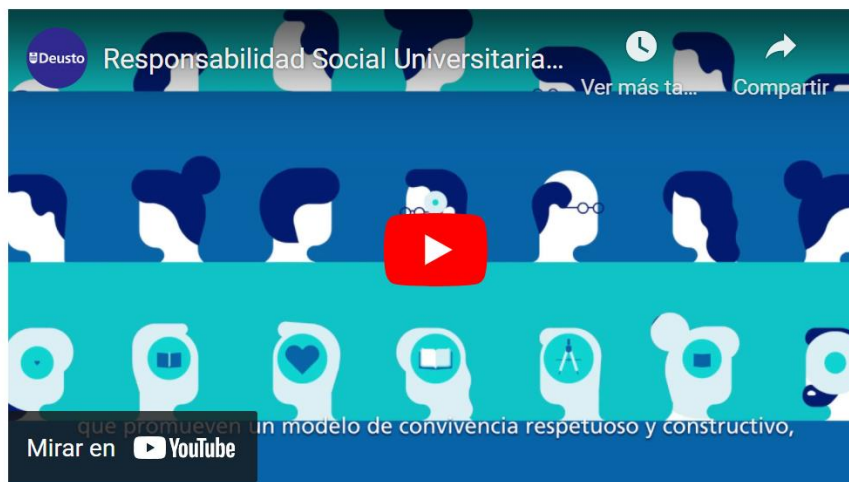 Deusto
Responsabilidad Social Universitaria…
Ver más ta…
Compartir
que promueven un modelo de convivencia respetuoso y constructivo,
Mirar en YouTube